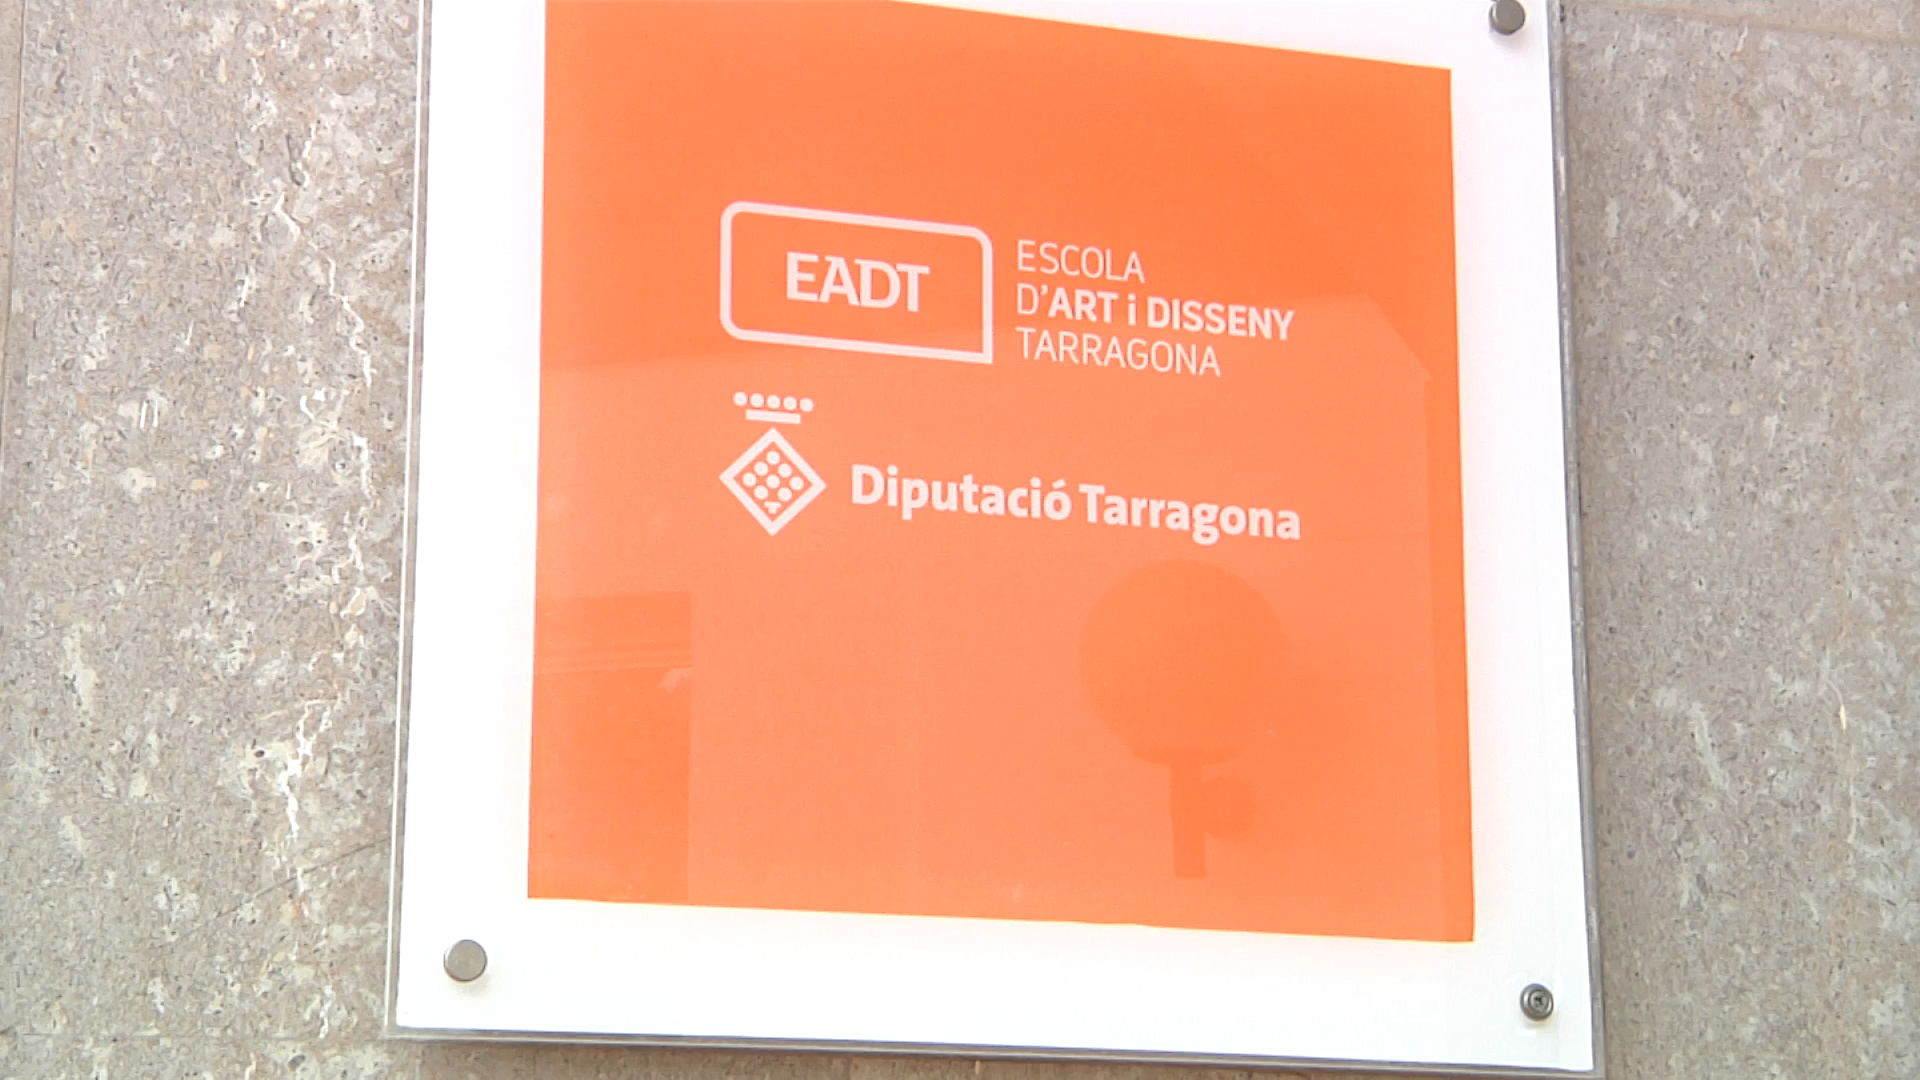 EADT
ESCOLA
D'ART i DISSENY
TARRAGONA
Diputació Tarragona